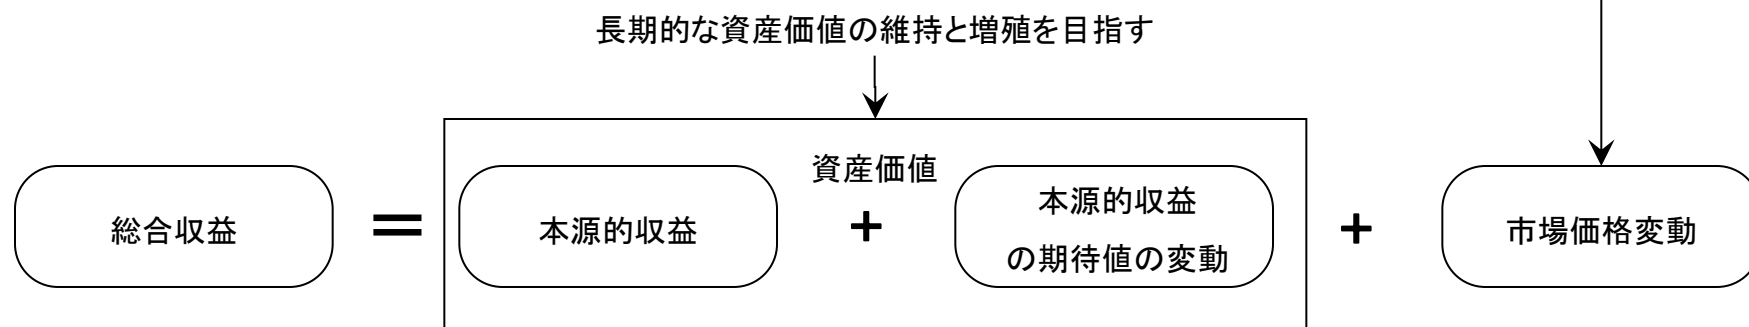 長期的な資産価値の維持と増殖を目指す
資産価値
総合収益
＝
本源的収益
+
本源的収益
の期待値の変動
+
市場価格変動